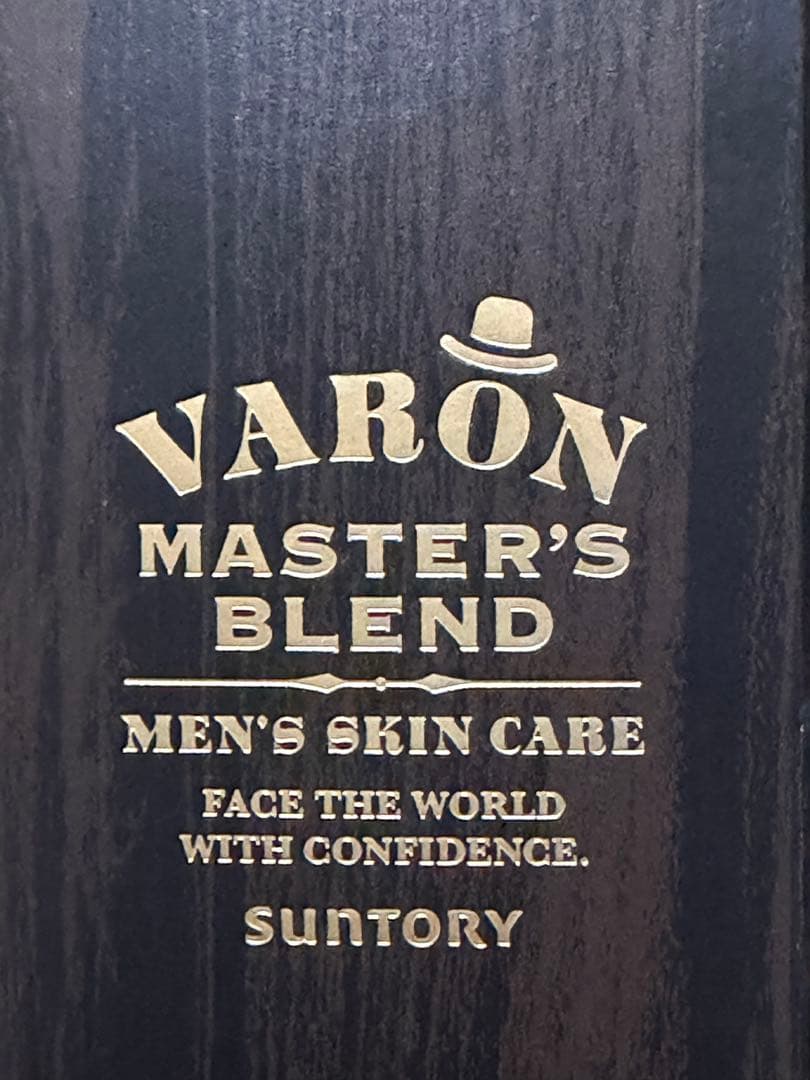 VARON
MASTER'S
BLEND
MEN'S SKIN CARE
FACE THE WORLD
WITH CONFIDENCE.
SUNTORY